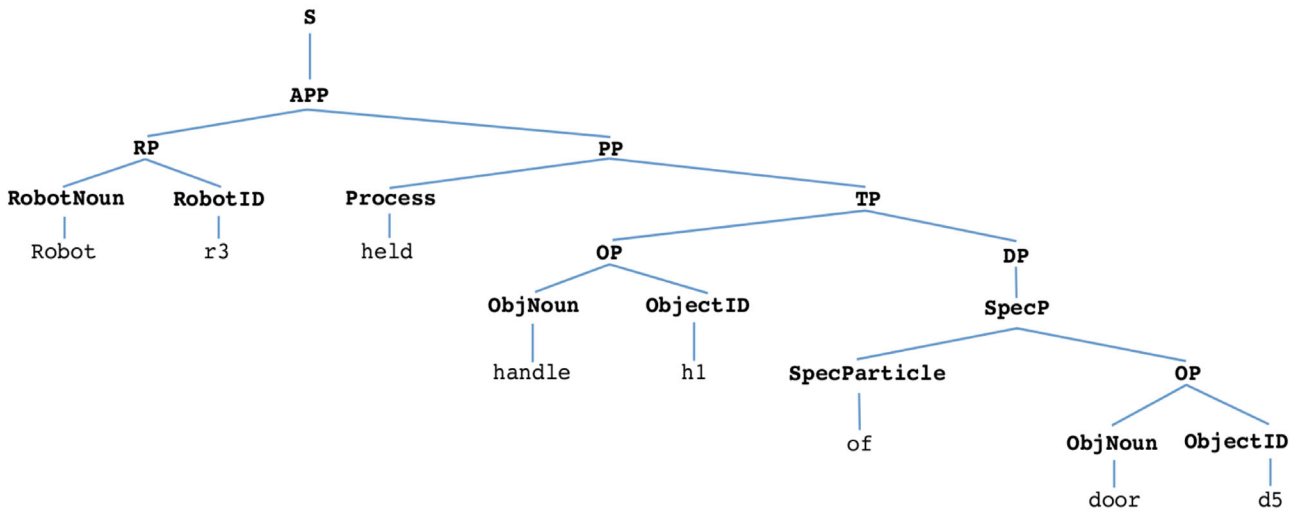 S
APP
RP PP
RobotNoun RobotID Process TP
Robot r3 held OP DP
ObjNoun ObjectID SpecP
handle h1 SpecParticle OP
of ObjNoun ObjectID
door d5